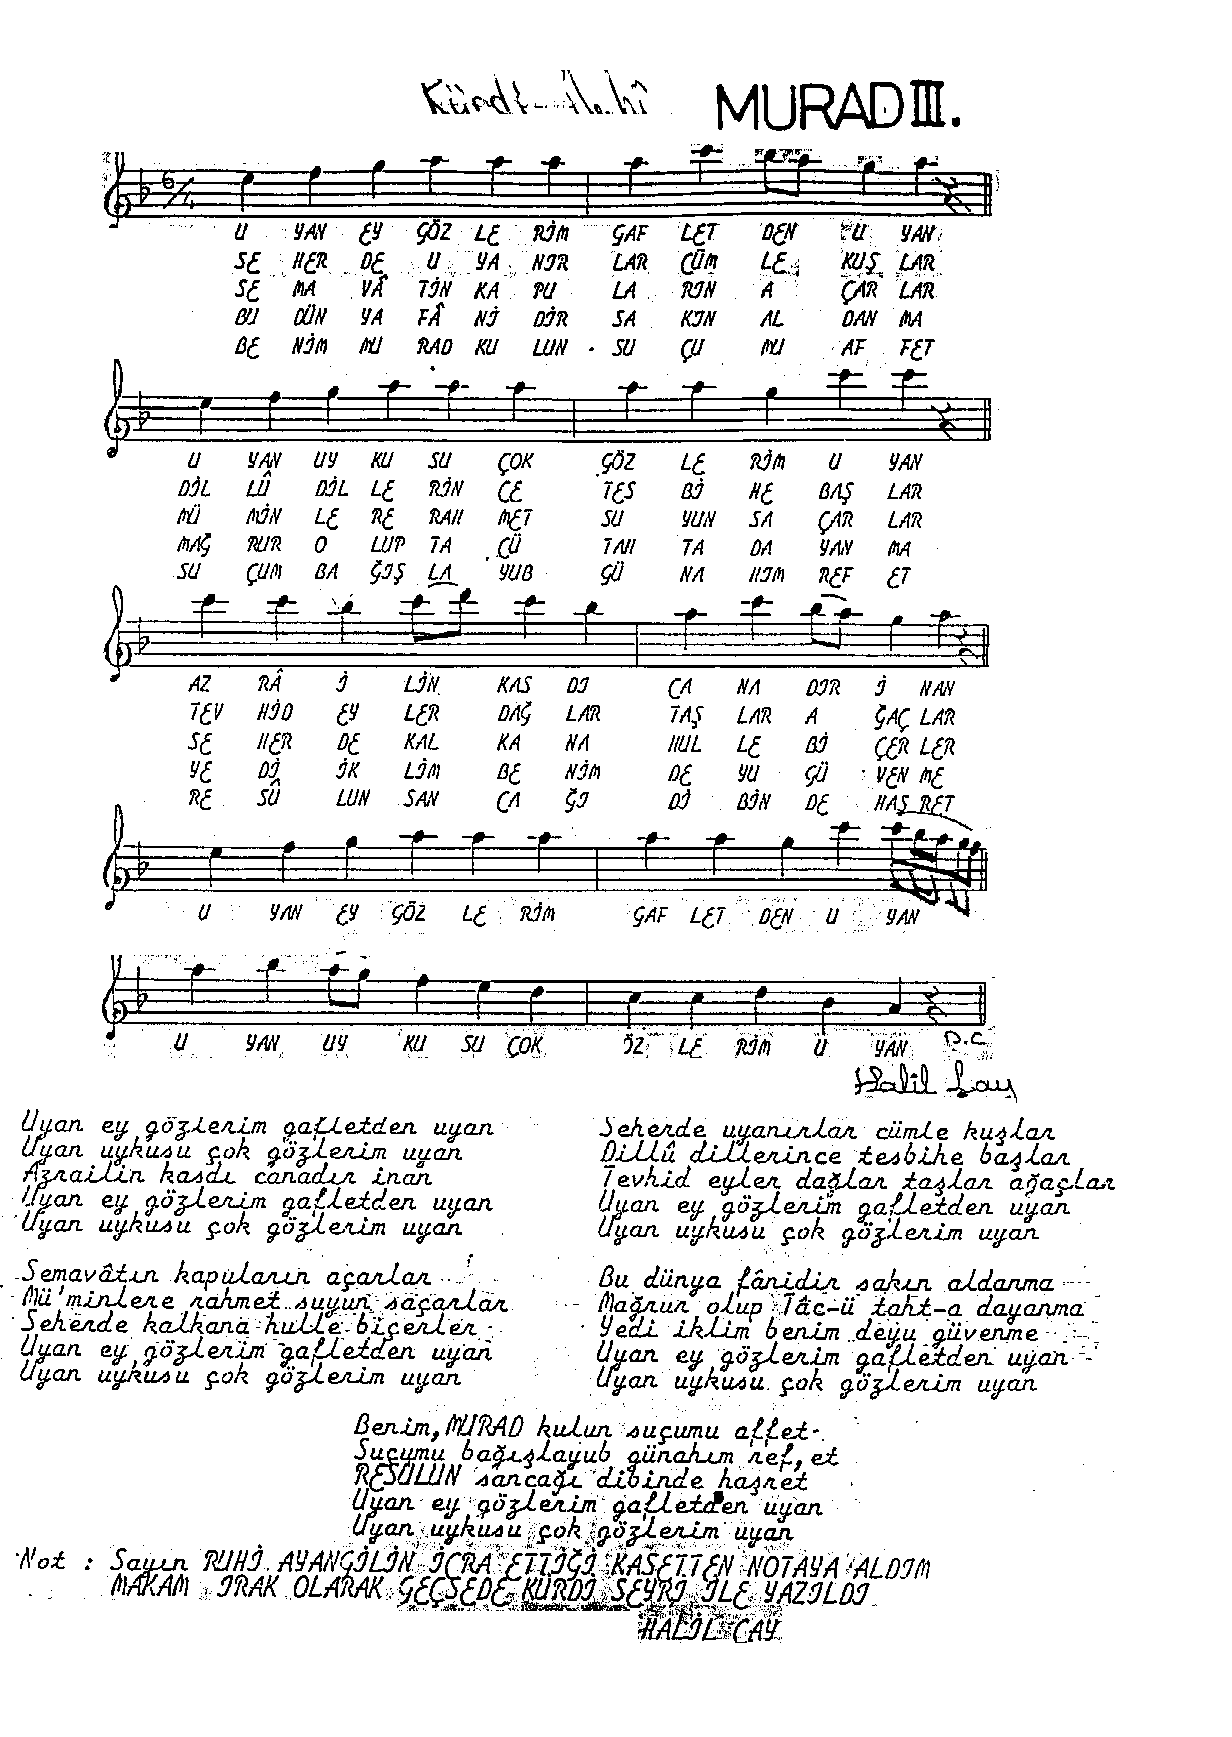 Kürdi-İlahî MURAD III.
6/4
U YAN EY GÖZ LE RİM GAF LET DEN U YAN
SE HER DE U YA NIR LAR CÜM LE KUŞ LAR
SE MA VÂ TİN KA PU LA RIN A ÇAR LAR
BU DÜN YA FÂ Nİ DİR SA KIN AL DAN MA
BE NİM MU RAD KU LUN SU ÇU MU AF FET
U YAN UY KU SU ÇOK GÖZ LE RİM U YAN
DİL LÛ DİL LE RİN CE TES Bİ HE BAŞ LAR
MÜ MİN LE RE RAH MET SU YUN SA ÇAR LAR
MAĞ RUR O LUP TA CÜ TAH TA DA YAN MA
SU ÇUM BA ĞIŞ LA YUB GÜ NA HIM REF ET
AZ RÂ İ LİN KAS DI CA NA DIR İ NAN
TEV HİD EY LER DAĞ LAR TAŞ LAR A ĞAÇ LAR
SE HER DE KAL KA NA HUL LE Bİ ÇER LER
YE Dİ İK LİM BE NİM DE YU GÜ VEN ME
RE SÛ LUN SAN CA ĞI Dİ BİN DE HAŞ RET
U YAN EY GÖZ LE RİM GAF LET DEN U YAN
U YAN UY KU SU ÇOK ÖZ LE RİM U YAN
D.C
Halil Çay
Uyan ey gözlerim gafletden uyan
Uyan uykusu çok gözlerim uyan
Azrailin kasdı canadır inan
Uyan ey gözlerim gafletden uyan
Uyan uykusu çok gözlerim uyan
Seherde uyanırlar cümle kuşlar
Dillû dillerince tesbihe başlar
Tevhid eyler dağlar taşlar ağaçlar
Uyan ey gözlerim gafletden uyan
Uyan uykusu çok gözlerim uyan
Semavâtın kapuların açarlar
Mü'minlere rahmet suyun saçarlar
Seherde kalkana hulle biçerler
Uyan ey gözlerim gafletden uyan
Uyan uykusu çok gözlerim uyan
Bu dünya fânidir sakın aldanma
Mağrur olup Tâc-ü taht-a dayanma
Yedi iklim benim deyu güvenme
Uyan ey gözlerim gafletden uyan
Uyan uykusu çok gözlerim uyan
Benim, MURAD kulun suçumu affet
Suçumu bağışlayub günahım ref, et
RESÛLUN sancağı dibinde haşret
Uyan ey gözlerim gafletden uyan
Uyan uykusu çok gözlerim uyan
Not : Sayın RUHİ AYANGİLİN İCRA ETTİĞİ KASETTEN NOTAYA ALDIM
MAKAM IRAK OLARAK GEÇSEDE KÜRDİ SEYRİ İLE YAZILDI
HALİL ÇAY